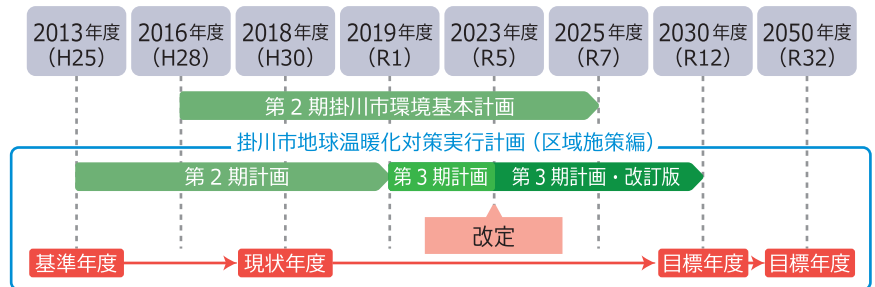 2013年度 2016年度 2018年度 2019年度 2023年度 2025年度 2030年度 2050年度
（H25） （H28） （H30） （R1） （R5） （R7） （R12） （R32）
第2期掛川市環境基本計画
掛川市地球温暖化対策実行計画（区域施策編）
第2期計画 第3期計画 第3期計画・改訂版
改定
基準年度 現状年度 目標年度 目標年度